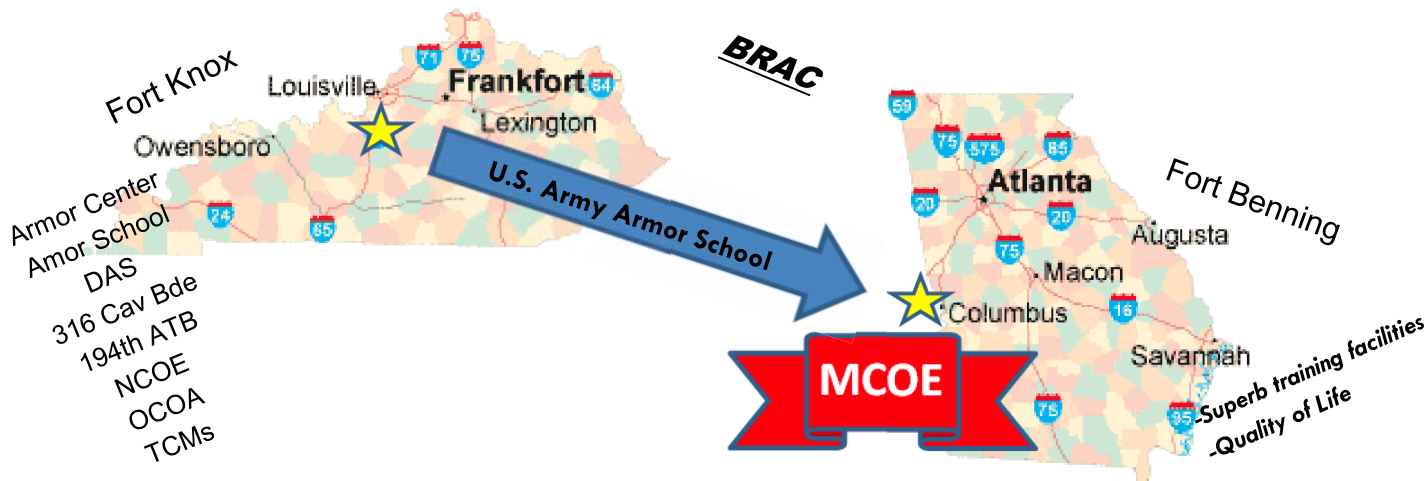 BRAC
Fort Knox
Louisville
Frankfort
Lexington
Owensboro
71
75
64
24
65
Armor Center
Amor School
DAS
316 Cav Bde
194th ATB
NCOE
OCOA
TCMs
U.S. Army Armor School
Fort Benning
59
75
575
85
Atlanta
20
20
Augusta
75
Macon
Columbus
16
Savannah
MCOE
75
95
-Superb training facilities
-Quality of Life